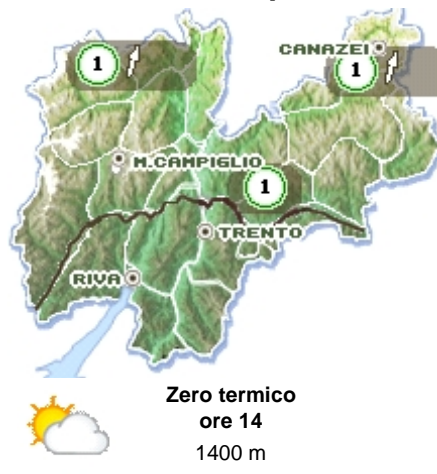 CANAZEI
1
1
M.CAMPIGLIO
1
TRENTO
RIVA
Zero termico
ore 14
1400 m